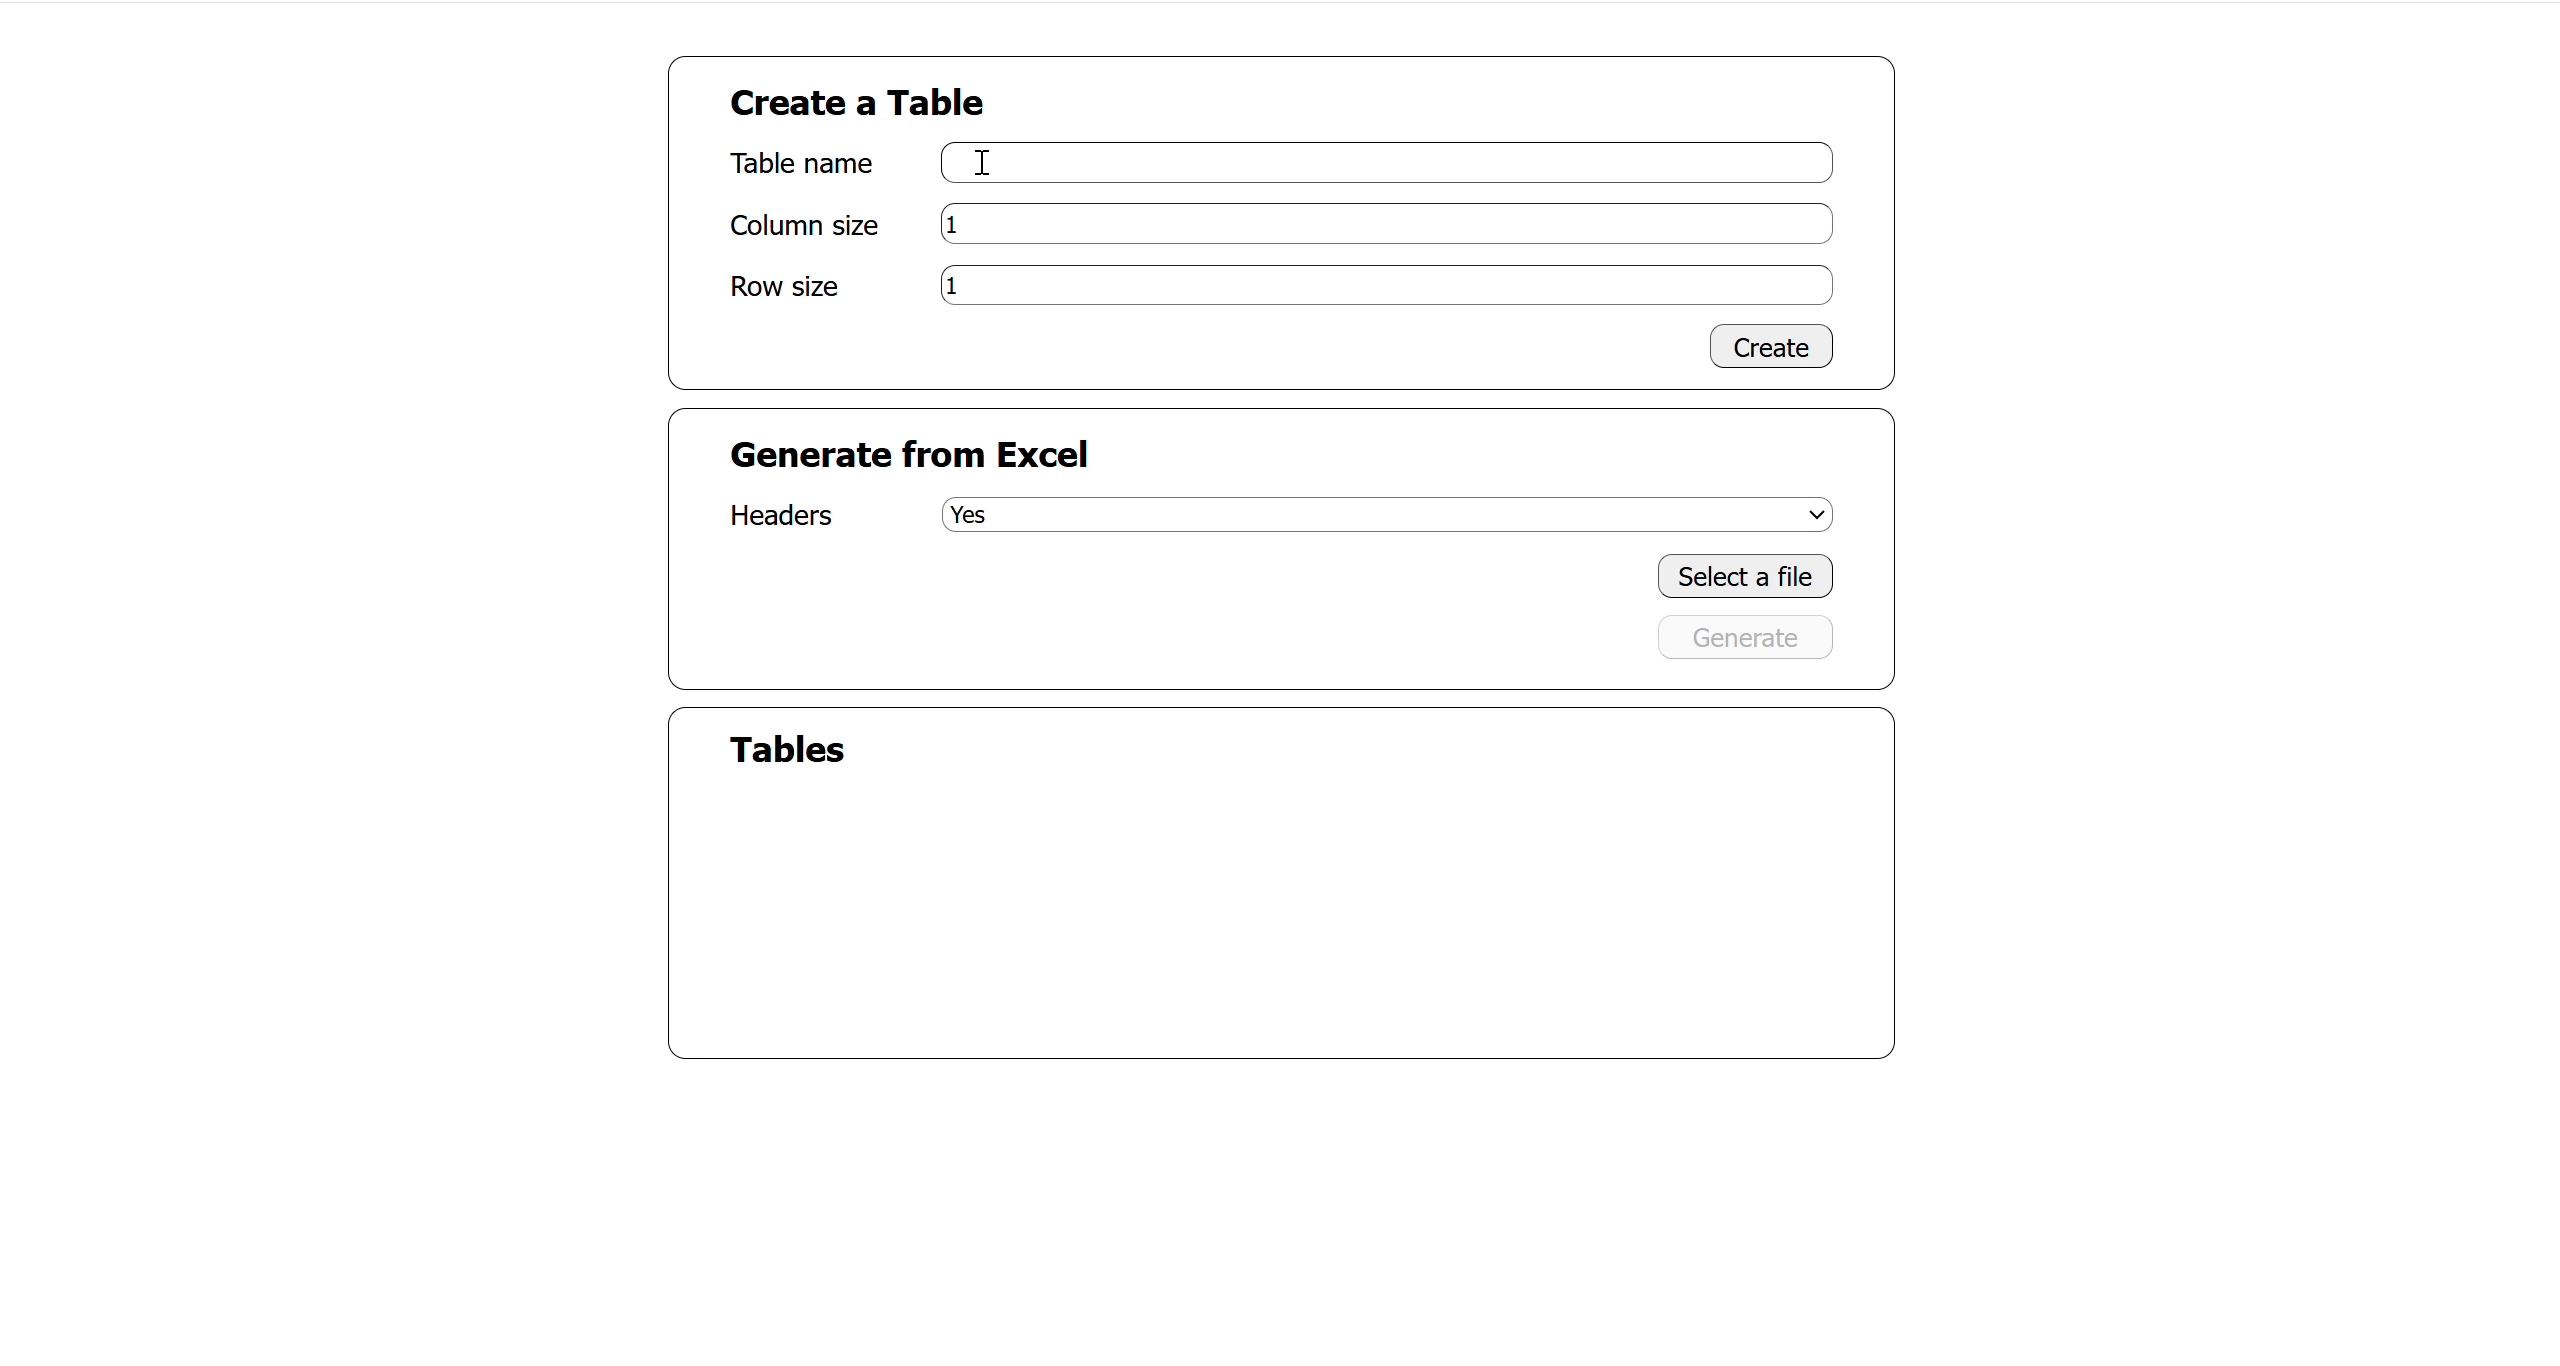 Create a Table
Table name
Column size 1
Row size 1
Create
Generate from Excel
Headers Yes
Select a file
Generate
Tables